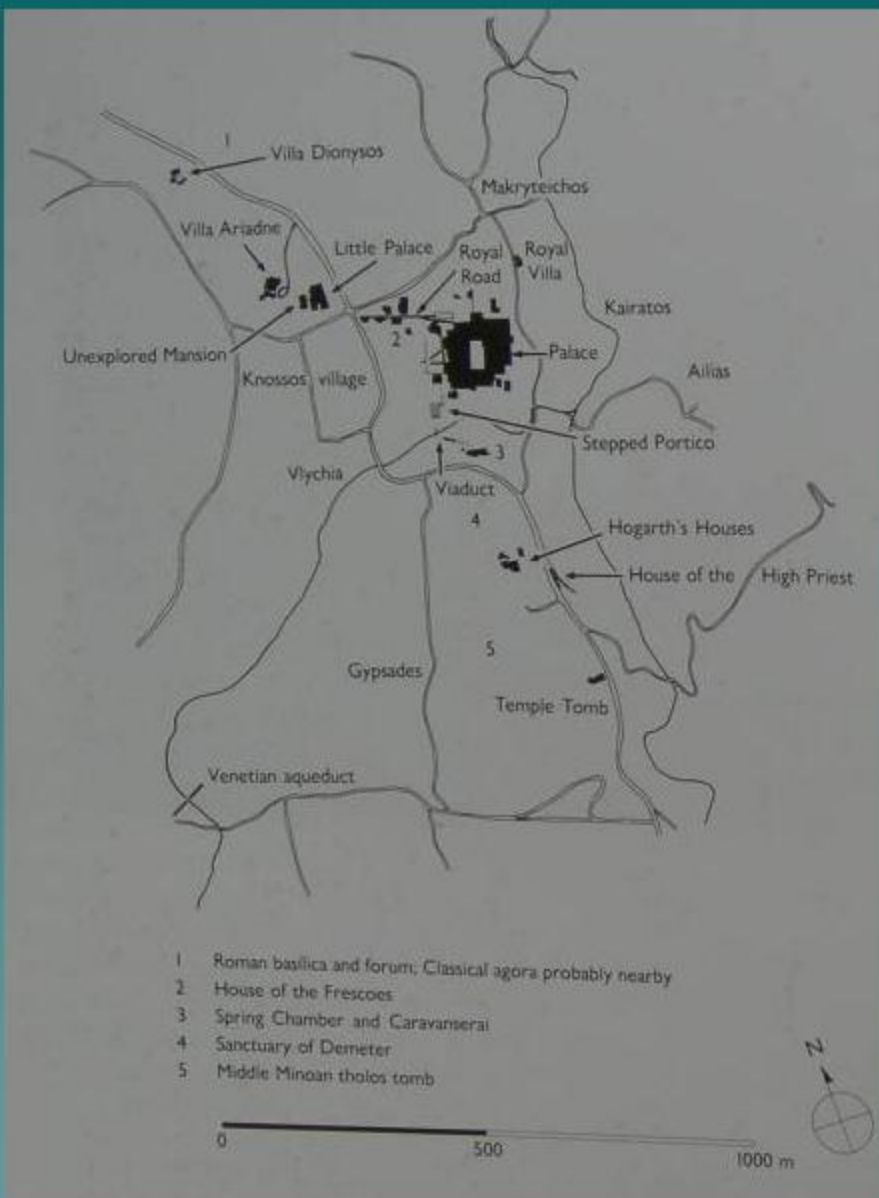 1
Villa Dionysos
Makryteichos
Villa Ariadne
Little Palace
Royal
Road
Royal
Villa
Kairatos
2
Unexplored Mansion
Palace
Knossos village
Ailias
Stepped Portico
3
Vlychia
Viaduct
4
Hogarth's Houses
House of the High Priest
5
Gypsades
Temple Tomb
Venetian aqueduct
1 Roman basilica and forum; Classical agora probably nearby
2 House of the Frescoes
3 Spring Chamber and Caravanserai
4 Sanctuary of Demeter
5 Middle Minoan tholos tomb
N
0 500 1000 m